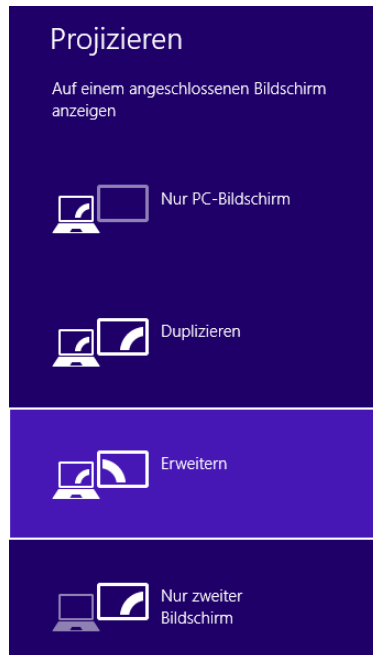 Projizieren
Auf einem angeschlossenen Bildschirm
anzeigen
Nur PC-Bildschirm
Duplizieren
Erweitern
Nur zweiter
Bildschirm